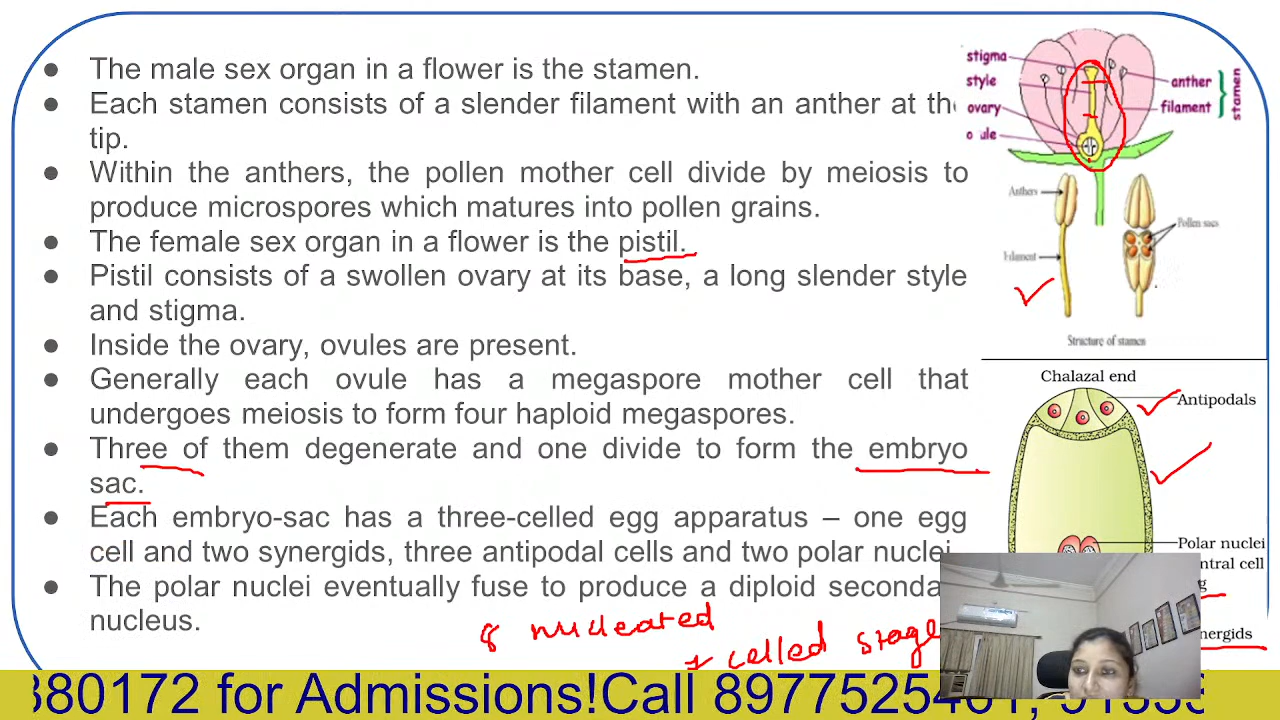 ● The male sex organ in a flower is the stamen.
● Each stamen consists of a slender filament with an anther at the
tip.
● Within the anthers, the pollen mother cell divide by meiosis to
produce microspores which matures into pollen grains.
● The female sex organ in a flower is the pistil.
● Pistil consists of a swollen ovary at its base, a long slender style
and stigma.
● Inside the ovary, ovules are present.
● Generally each ovule has a megaspore mother cell that
undergoes meiosis to form four haploid megaspores.
● Three of them degenerate and one divide to form the embryo
sac.
● Each embryo-sac has a three-celled egg apparatus – one egg
cell and two synergids, three antipodal cells and two polar nuclei
● The polar nuclei eventually fuse to produce a diploid seconda
nucleus.
8 nucleated
7 celled stage
stigma
style
ovary
o ule
anther
filament
stamen
Anthers
Pollen sacs
Filament
Structure of stamen
Chalazal end
Antipodals
Polar nuclei
ntral cell
g
nergids
880172 for Admissions!Call 8977525401,